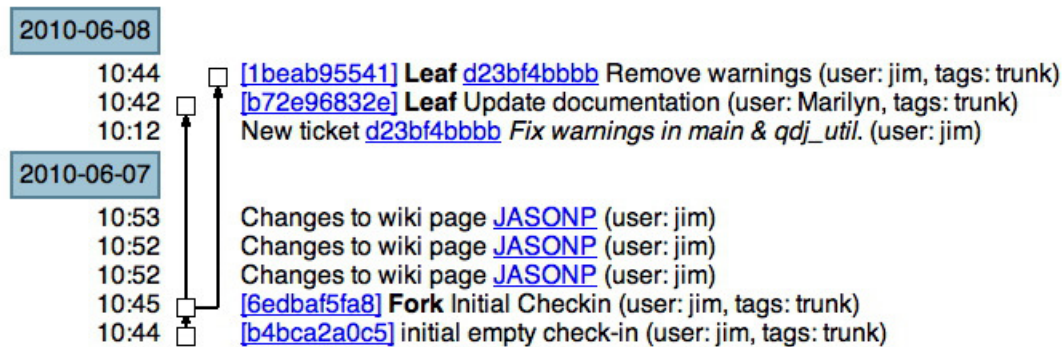 2010-06-08
10:44 [1beab95541] Leaf d23bf4bbbb Remove warnings (user: jim, tags: trunk)
10:42 [b72e96832e] Leaf Update documentation (user: Marilyn, tags: trunk)
10:12 New ticket d23bf4bbbb Fix warnings in main & qdj_util. (user: jim)
2010-06-07
10:53 Changes to wiki page JASONP (user: jim)
10:52 Changes to wiki page JASONP (user: jim)
10:52 Changes to wiki page JASONP (user: jim)
10:45 [6edbaf5fa8] Fork Initial Checkin (user: jim, tags: trunk)
10:44 [b4bca2a0c5] initial empty check-in (user: jim, tags: trunk)